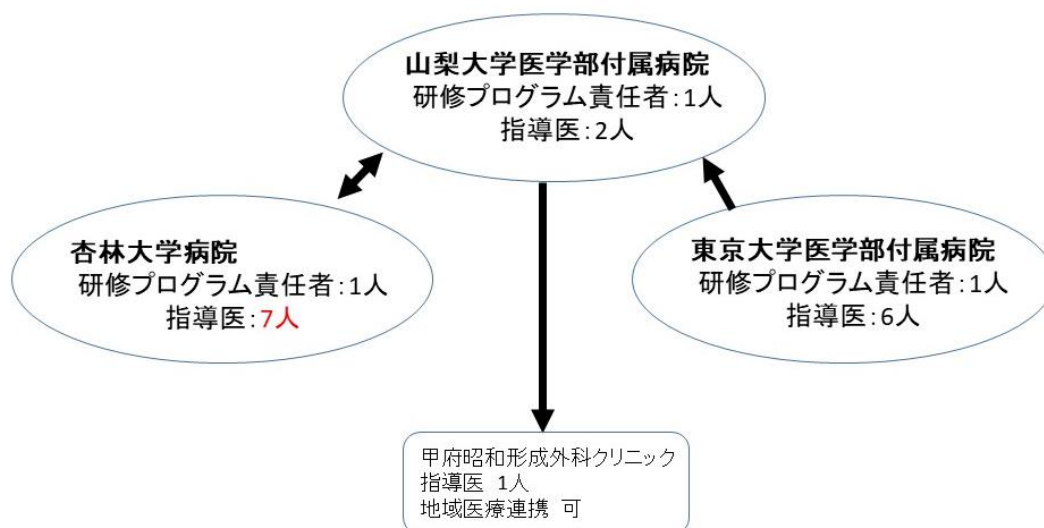 山梨大学医学部付属病院
研修プログラム責任者:1人
指導医:2人
杏林大学病院
研修プログラム責任者:1人
指導医:7人
東京大学医学部付属病院
研修プログラム責任者:1人
指導医:6人
甲府昭和形成外科クリニック
指導医 1人
地域医療連携 可